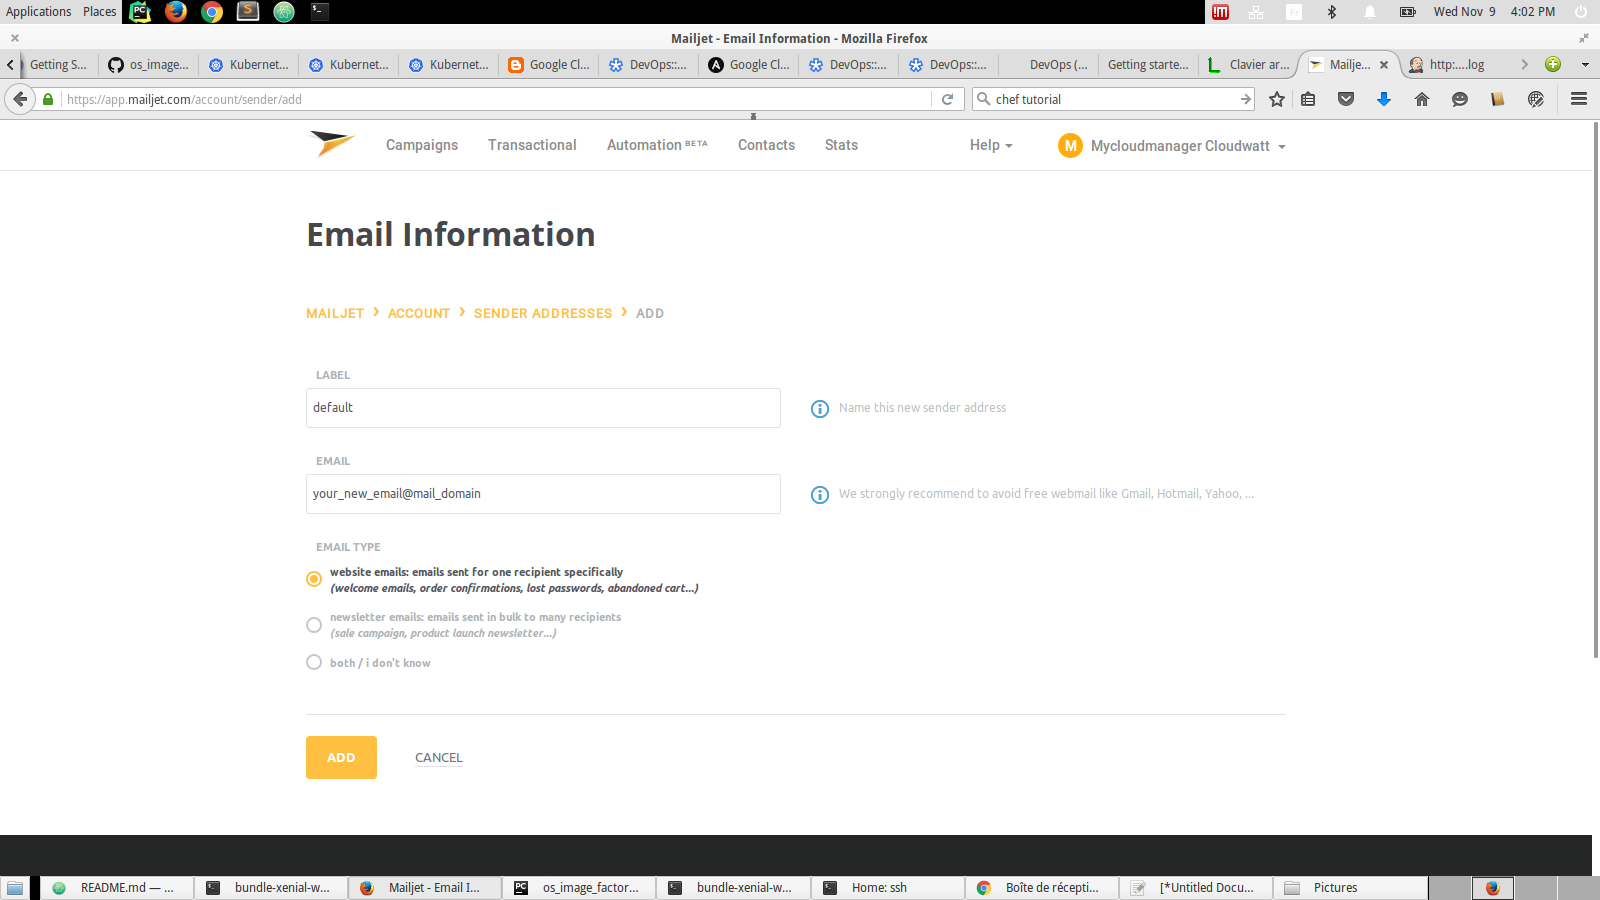 Applications Places
Wed Nov 9 4:02 PM
Mailjet - Email Information - Mozilla Firefox
Getting S... os_image... Kubernet... Kubernet... Kubernet... Google Cl... DevOps::... Google Cl... DevOps::... DevOps::... DevOps (... Getting starte... Clavier ar... Mailje... http:....log
https://app.mailjet.com/account/sender/add
chef tutorial
Campaigns Transactional Automation BETA Contacts Stats Help M Mycloudmanager Cloudwatt
Email Information
MAILJET > ACCOUNT > SENDER ADDRESSES > ADD
LABEL
default
Name this new sender address
EMAIL
your_new_email@mail_domain
We strongly recommend to avoid free webmail like Gmail, Hotmail, Yahoo, ...
EMAIL TYPE
website emails: emails sent for one recipient specifically
(welcome emails, order confirmations, lost passwords, abandoned cart...)
newsletter emails: emails sent in bulk to many recipients
(sale campaign, product launch newsletter...)
both / i don't know
ADD CANCEL
README.md — ... bundle-xenial-w... Mailjet - Email I... os_image_factor... bundle-xenial-w... Home: ssh Boîte de récepti... [*Untitled Docu... Pictures